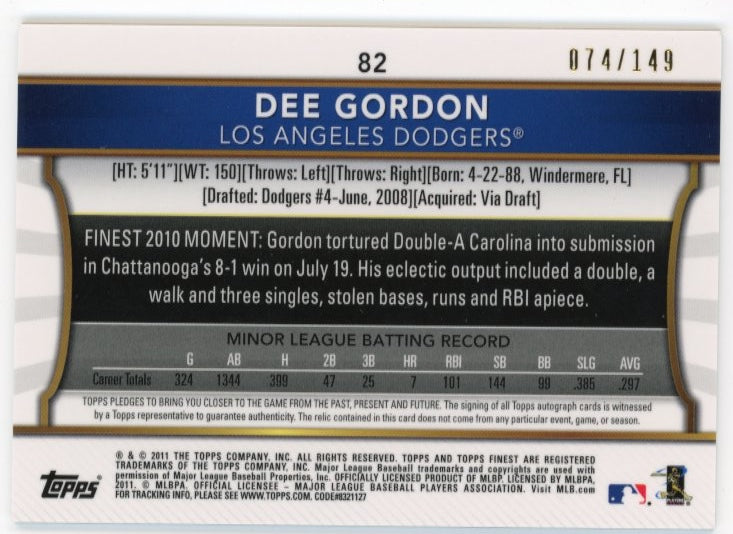 82
074/149
DEE GORDON
LOS ANGELES DODGERS®
[HT: 5'11"][WT: 150][Throws: Left][Throws: Right][Born: 4-22-88, Windermere, FL]
[Drafted: Dodgers #4-June, 2008][Acquired: Via Draft]
FINEST 2010 MOMENT: Gordon tortured Double-A Carolina into submission
in Chattanooga's 8-1 win on July 19. His eclectic output included a double, a
walk and three singles, stolen bases, runs and RBI apiece.
MINOR LEAGUE BATTING RECORD
G AB H 2B 3B HR RBI SB BB SLG AVG
Career Totals 324 1344 399 47 25 7 101 144 99 .385 .297
TOPPS PLEDGES TO BRING YOU CLOSER TO THE GAME FROM THE PAST, PRESENT AND FUTURE. The signing of all Topps autograph cards is witnessed
by a Topps representative to guarantee authenticity. The relic contained in this card does not come from any particular event, game, or season.
® & © 2011 THE TOPPS COMPANY, INC. ALL RIGHTS RESERVED. TOPPS AND TOPPS FINEST ARE REGISTERED
TRADEMARKS OF THE TOPPS COMPANY, INC. Major League Baseball trademarks and copyrights are used with
permission of Major League Baseball Properties, Inc. OFFICIALLY LICENSED PRODUCT OF MLBP. LICENSED BY MLBPA,
2011. © MLBPA. OFFICIAL LICENSEE – MAJOR LEAGUE BASEBALL PLAYERS ASSOCIATION. Visit MLB.com
FOR TRACKING INFO, PLEASE SEE WWW.TOPPS.COM. CODE#8321127
topps